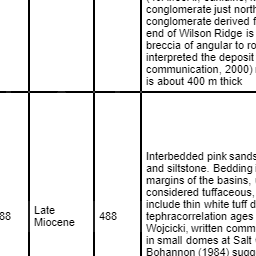 (
conglomerate just north
conglomerate derived f
end of Wilson Ridge is
breccia of angular to ro
interpreted the deposit
communication, 2000)
is about 400 m thick
88
Late
Miocene
488
Interbedded pink sands
and siltstone. Bedding i
margins of the basins,
considered tuffaceous,
include thin white tuff d
tephracorrelation ages
Wojcicki, written comm
in small domes at Salt
Bohannon (1984) sugg